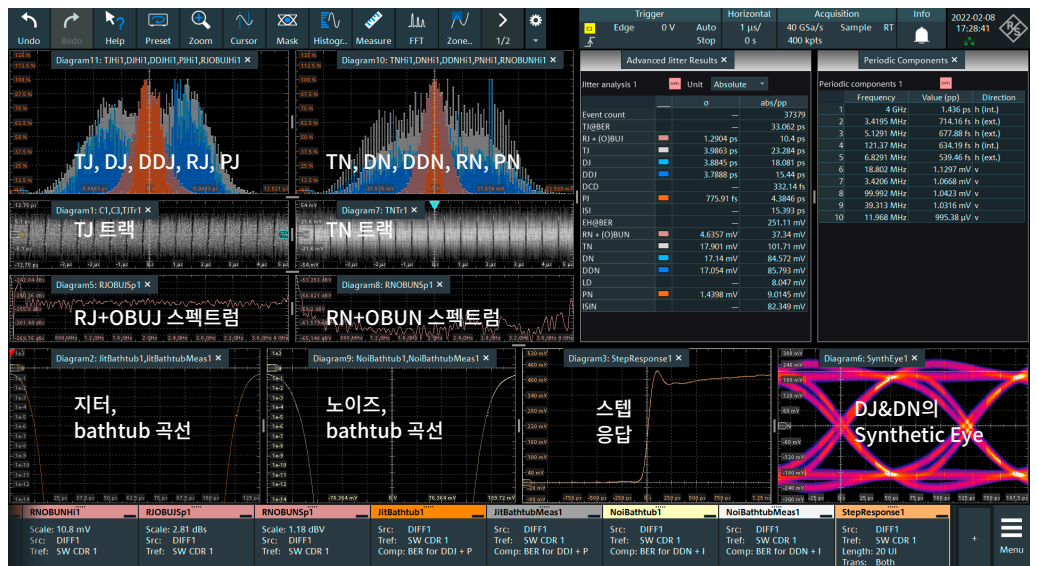 Undo
Redo
Help
Preset
Zoom
Cursor
Mask
Histogr..
Measure
FFT
Zone..
1/2
Trigger
Horizontal
Acquisition
Info
C1 Edge 0 V Auto
Stop
1 µs/
0 s
40 GSa/s Sample RT
400 kpts
2022-02-08
17:28:41
Diagram11: TJHi1,DJHi1,DDJHi1,PJHi1,RJOBUJHi1 ×
TJ, DJ, DDJ, RJ, PJ
Diagram10: TNHi1,DNHi1,DDNHi1,PNHi1,RNOBUNHi1 ×
TN, DN, DDN, RN, PN
Diagram1: C1,C3,TJTr1 ×
TJ 트랙
Diagram7: TNTr1 ×
TN 트랙
Diagram5: RJOBUJSp1 ×
RJ+OBUJ 스펙트럼
Diagram8: RNOBUNSp1 ×
RN+OBUN 스펙트럼
Advanced Jitter Results ×
Jitter analysis 1 Unit Absolute
σ abs/pp
Event count -- 37379
TJ@BER -- 33.062 ps
RJ + (O)BUJ 1.2904 ps 10.4 ps
TJ 3.9863 ps 23.284 ps
DJ 3.8845 ps 18.081 ps
DDJ 3.7888 ps 15.44 ps
DCD -- 332.14 fs
PJ 775.91 fs 4.3846 ps
ISI -- 15.393 ps
EH@BER -- 251.11 mV
RN + (O)BUN 4.6357 mV 37.34 mV
TN 17.901 mV 101.71 mV
DN 17.14 mV 84.572 mV
DDN 17.054 mV 85.793 mV
LD -- 8.047 mV
PN 1.4398 mV 9.0145 mV
ISIN -- 82.349 mV
Periodic Components ×
Periodic components 1
Frequency Value (pp) Direction
1 4 GHz 1.436 ps h (int.)
2 3.4195 MHz 714.16 fs h (ext.)
3 5.1291 MHz 677.88 fs h (ext.)
4 121.37 MHz 634.19 fs h (int.)
5 6.8291 MHz 539.46 fs h (ext.)
6 18.802 MHz 1.1297 mV v
7 3.4206 MHz 1.0668 mV v
8 99.992 MHz 1.0423 mV v
9 39.313 MHz 1.0316 mV v
10 11.968 MHz 995.38 µV v
Diagram2: JitBathtub1,JitBathtubMeas1 ×
지터,
bathtub 곡선
Diagram9: NoiBathtub1,NoiBathtubMeas1 ×
노이즈,
bathtub 곡선
Diagram3: StepResponse1 ×
스텝
응답
Diagram6: SynthEye1 ×
DJ&DN의
Synthetic Eye
RNOBUNHi1
Scale: 10.8 mV
Src: DIFF1
Tref: SW CDR 1
RJOBUJSp1
Scale: 2.81 dBs
Src: DIFF1
Tref: SW CDR 1
RNOBUNSp1
Scale: 1.18 dBV
Src: DIFF1
Tref: SW CDR 1
JitBathtub1
Src: DIFF1
Tref: SW CDR 1
Comp: BER for DDJ + P
JitBathtubMeas1
Src: DIFF1
Tref: SW CDR 1
Comp: BER for DDJ + P
NoiBathtub1
Src: DIFF1
Tref: SW CDR 1
Comp: BER for DDN + I
NoiBathtubMeas1
Src: DIFF1
Tref: SW CDR 1
Comp: BER for DDN + I
StepResponse1
Src: DIFF1
Tref: SW CDR 1
Length: 20 UI
Trans: Both
+
Menu